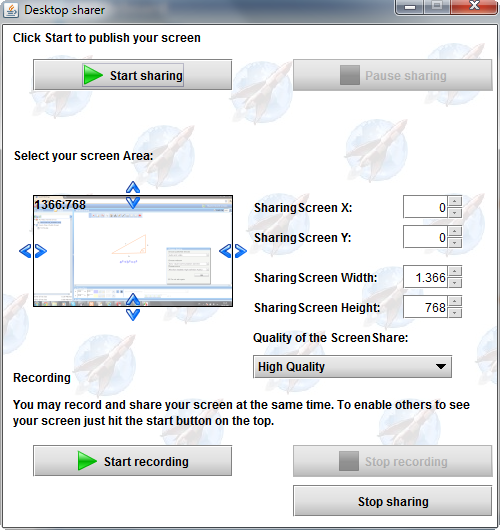 Desktop sharer
Click Start to publish your screen
Start sharing
Pause sharing
Select your screen Area:
1366:768
SharingScreen X:
0
SharingScreen Y:
0
SharingScreen Width:
1.366
SharingScreen Height:
768
Quality of the ScreenShare:
High Quality
Recording
You may record and share your screen at the same time. To enable others to see
your screen just hit the start button on the top.
Start recording
Stop recording
Stop sharing